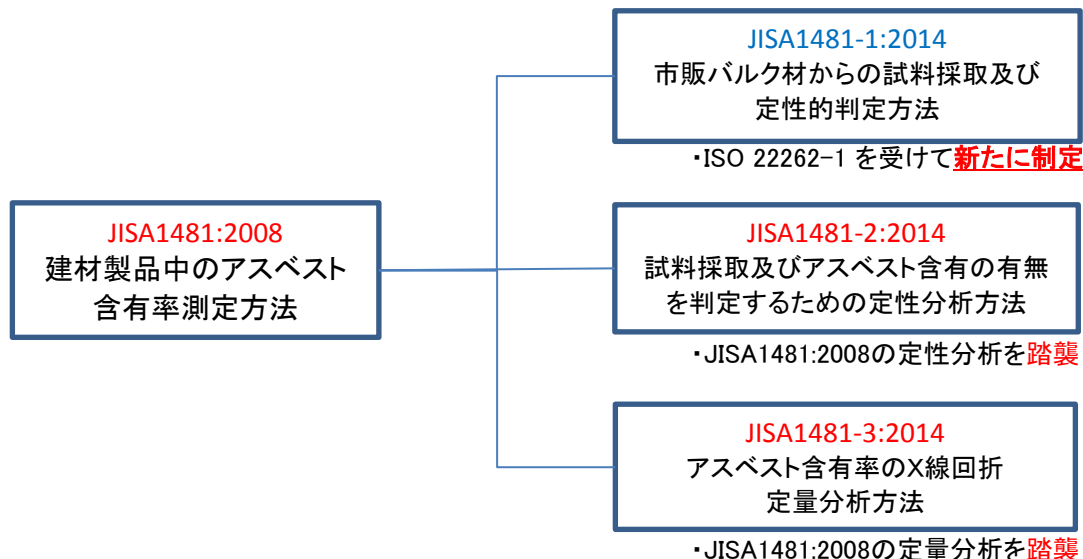 JISA1481-1:2014
市販バルク材からの試料採取及び
定性的判定方法
・ISO 22262-1 を受けて新たに制定
JISA1481:2008
建材製品中のアスベスト
含有率測定方法
JISA1481-2:2014
試料採取及びアスベスト含有の有無
を判定するための定性分析方法
・JISA1481:2008の定性分析を踏襲
JISA1481-3:2014
アスベスト含有率のX線回折
定量分析方法
・JISA1481:2008の定量分析を踏襲